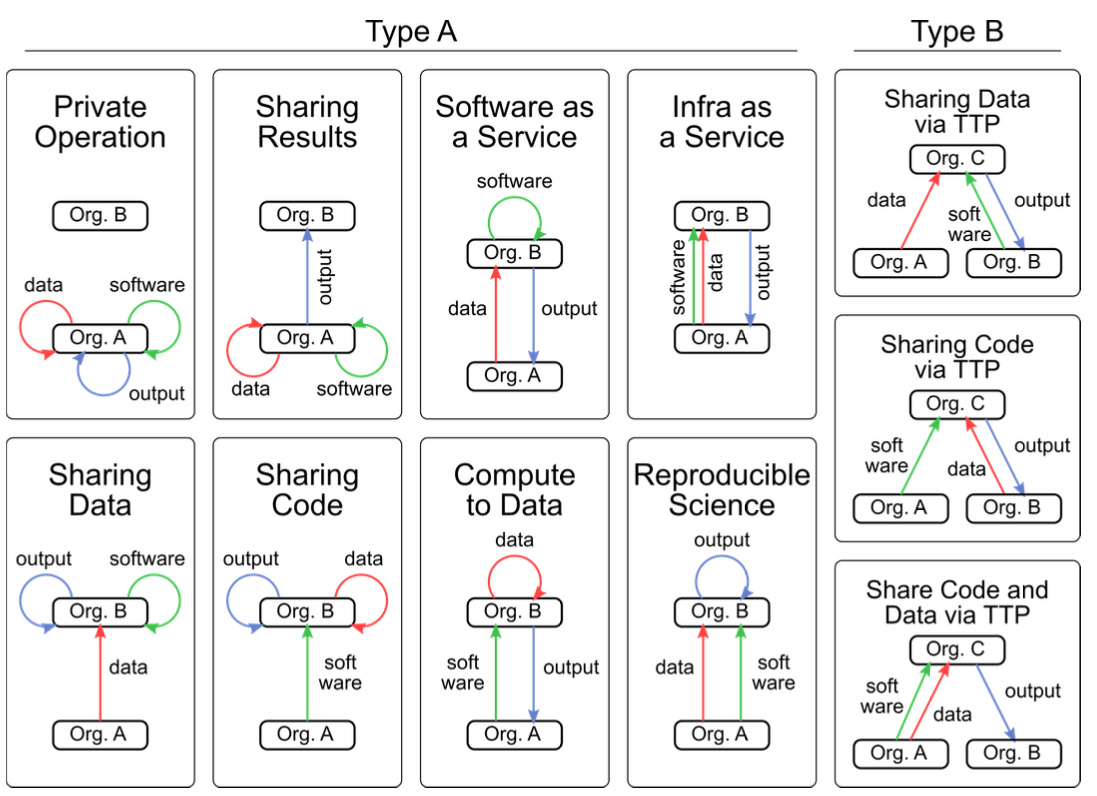 Type A
Type B
Private
Operation
Org. B
data
software
Org. A
output
Sharing
Results
Org. B
output
Org. A
data
software
Software as
a Service
software
Org. B
data
output
Org. A
Infra as
a Service
Org. B
software
data
output
Org. A
Sharing Data
via TTP
Org. C
data
soft
ware
output
Org. A
Org. B
Sharing Code
via TTP
Org. C
soft
ware
data
output
Org. A
Org. B
Sharing
Data
output
software
Org. B
data
Org. A
Sharing
Code
output
data
Org. B
soft
ware
Org. A
Compute
to Data
data
Org. B
soft
ware
output
Org. A
Reproducible
Science
output
Org. B
data
soft
ware
Org. A
Share Code and
Data via TTP
Org. C
soft
ware
data
output
Org. A
Org. B